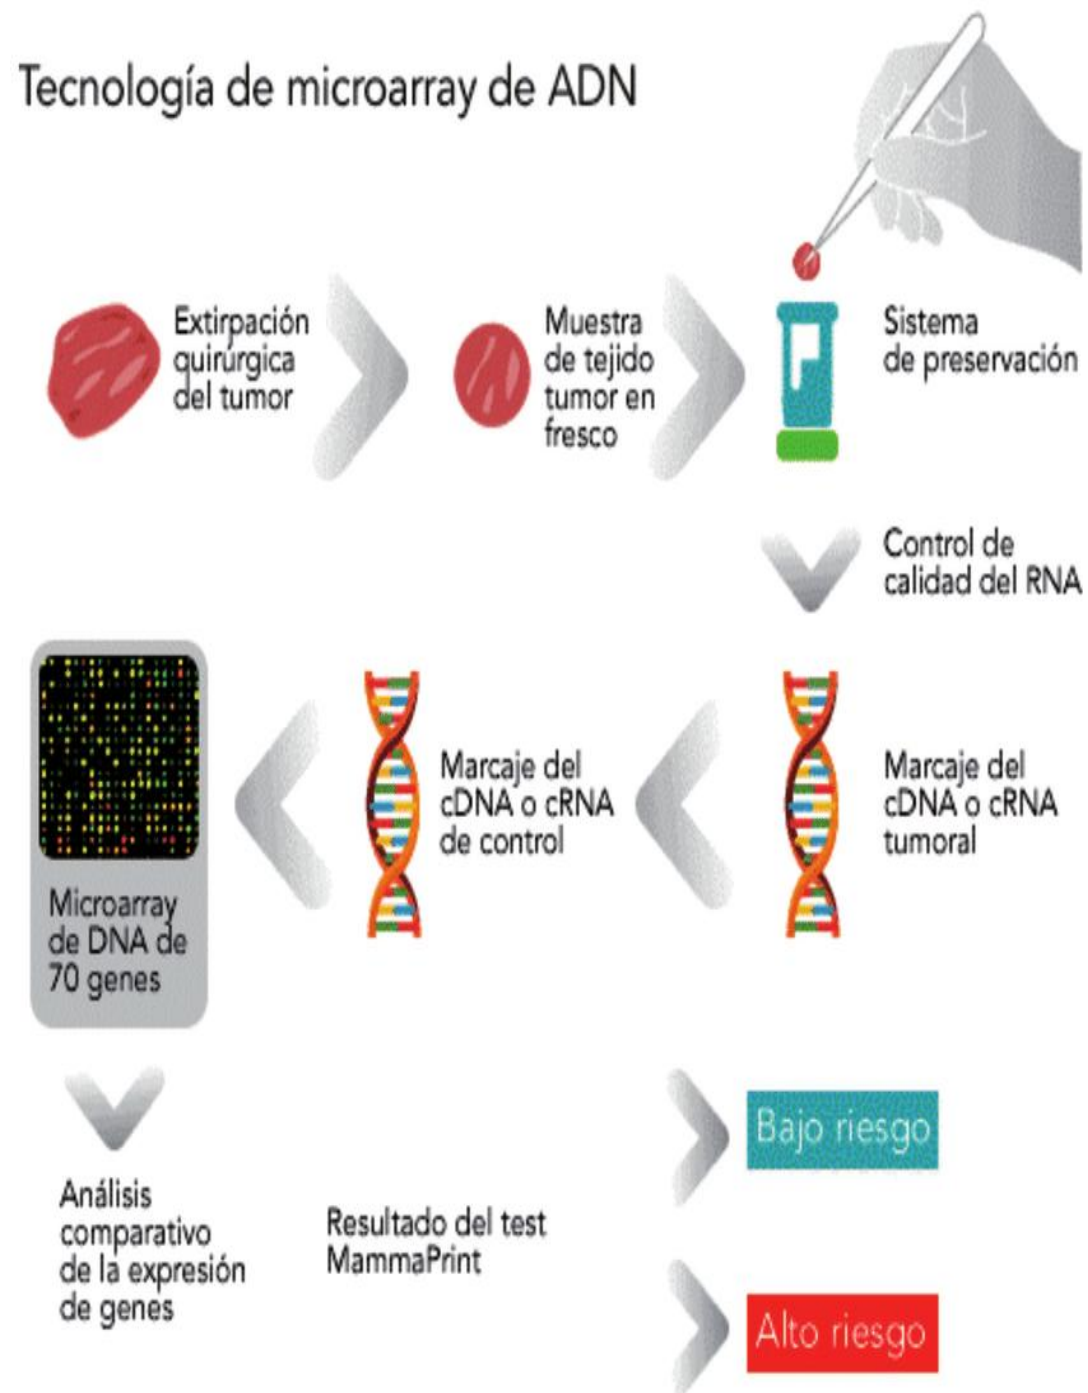 Tecnología de microarray de ADN
Extirpación
quirúrgica
del tumor
Muestra
de tejido
tumor en
fresco
Sistema
de preservación
Control de
calidad del RNA
Marcaje del
cDNA o cRNA
tumoral
Marcaje del
cDNA o cRNA
de control
Microarray
de DNA de
70 genes
Análisis
comparativo
de la expresión
de genes
Resultado del test
MammaPrint
Bajo riesgo
Alto riesgo